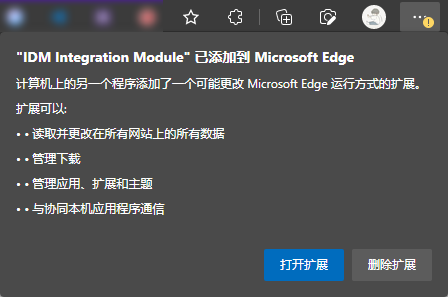 "IDM Integration Module" 已添加到 Microsoft Edge
计算机上的另一个程序添加了一个可能更改 Microsoft Edge 运行方式的扩展。
扩展可以:
• • 读取并更改在所有网站上的所有数据
• • 管理下载
• • 管理应用、扩展和主题
• • 与协同本机应用程序通信
打开扩展
删除扩展